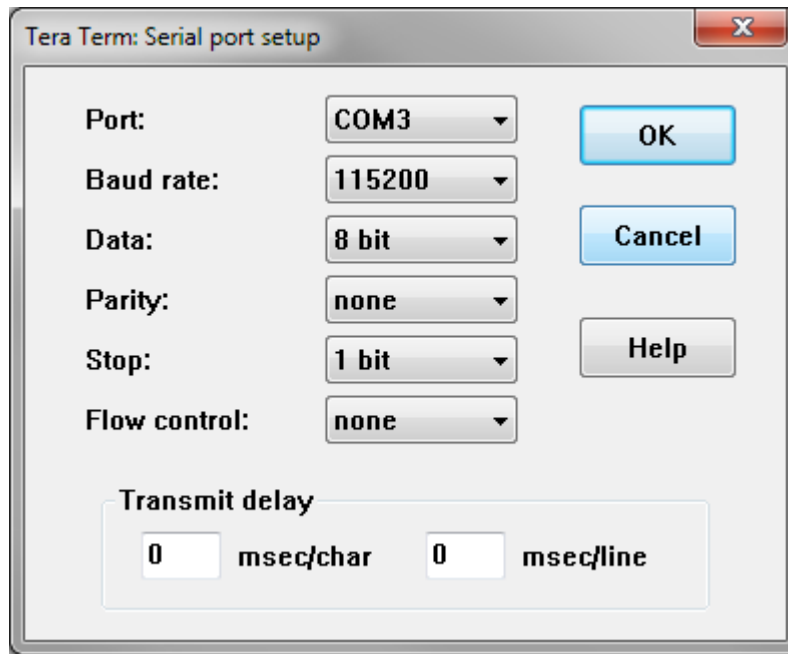 Tera Term: Serial port setup
Port: COM3 OK
Baud rate: 115200
Data: 8 bit Cancel
Parity: none
Stop: 1 bit Help
Flow control: none
Transmit delay
0 msec/char 0 msec/line